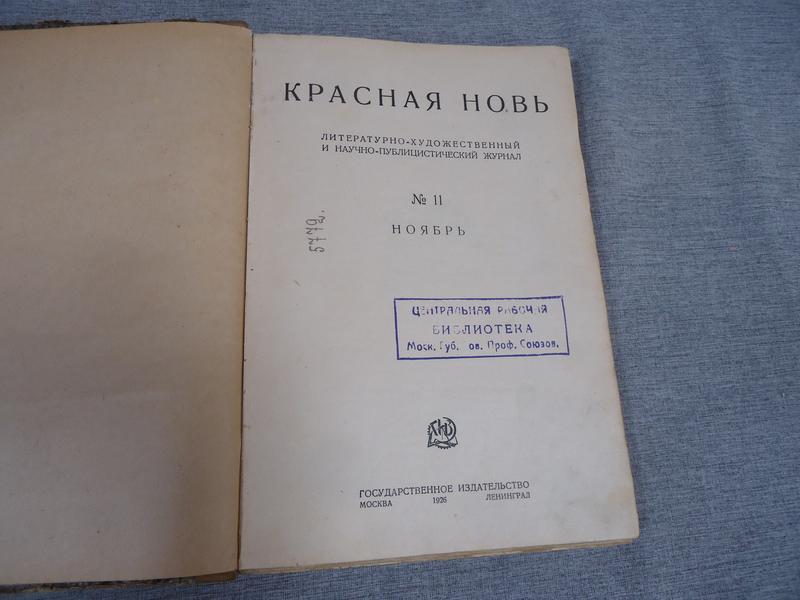 КРАСНАЯ НОВЬ
ЛИТЕРАТУРНО-ХУДОЖЕСТВЕННЫЙ
И НАУЧНО-ПУБЛИЦИСТИЧЕСКИЙ ЖУРНАЛ
№ 11
НОЯБРЬ
5772.
ЦЕНТРАЛЬНАЯ РАБОЧАЯ
БИБЛИОТЕКА
Моск. Губ. ов. Проф. Союзов.
ГОСУДАРСТВЕННОЕ ИЗДАТЕЛЬСТВО
МОСКВА 1926 ЛЕНИНГРАД